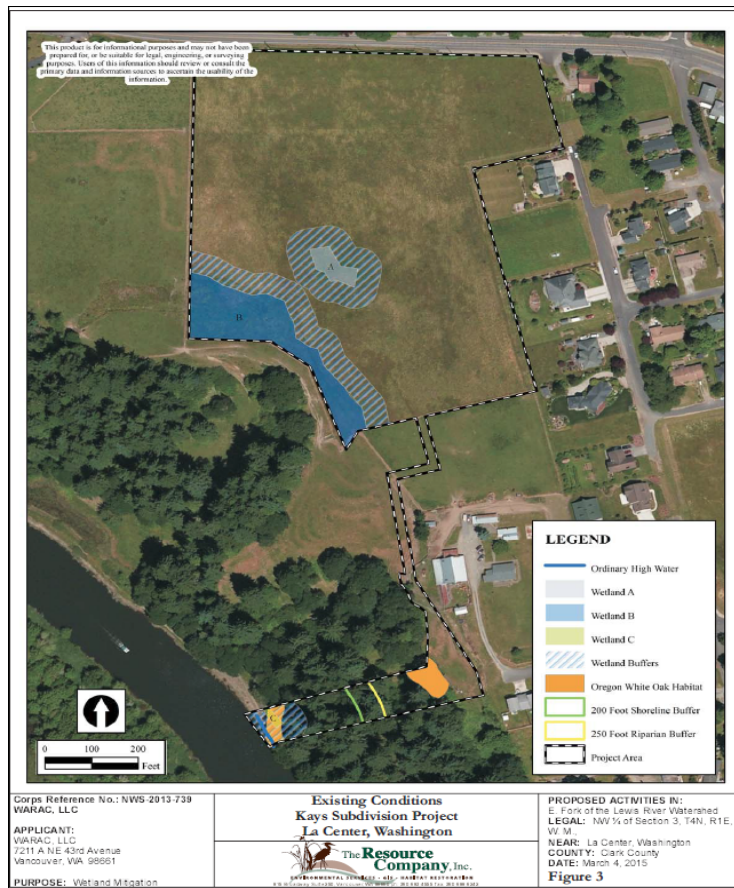 This product is for informational purposes and may not have been
prepared for, or be suitable for legal, engineering, or surveying
purposes. Users of this information should review or consult the
primary data and information sources to ascertain the usability of the
information.
A
B
C
LEGEND
Ordinary High Water
Wetland A
Wetland B
Wetland C
Wetland Buffers
Oregon White Oak Habitat
200 Foot Shoreline Buffer
250 Foot Riparian Buffer
Project Area
0 100 200
Feet
Corps Reference No.: NWS-2013-739
WARAC, LLC
APPLICANT:
WARAC, LLC
7211 A NE 43rd Avenue
Vancouver, WA 98661
PURPOSE: Wetland Mitigation
Existing Conditions
Kays Subdivision Project
La Center, Washington
The Resource
Company, Inc.
ENVIRONMENTAL SERVICES • GIS • HABITAT RESTORATION
PROPOSED ACTIVITIES IN:
E. Fork of the Lewis River Watershed
LEGAL: NW ¼ of Section 3, T4N, R1E,
W. M.,
NEAR: La Center, Washington
COUNTY: Clark County
DATE: March 4, 2015
Figure 3